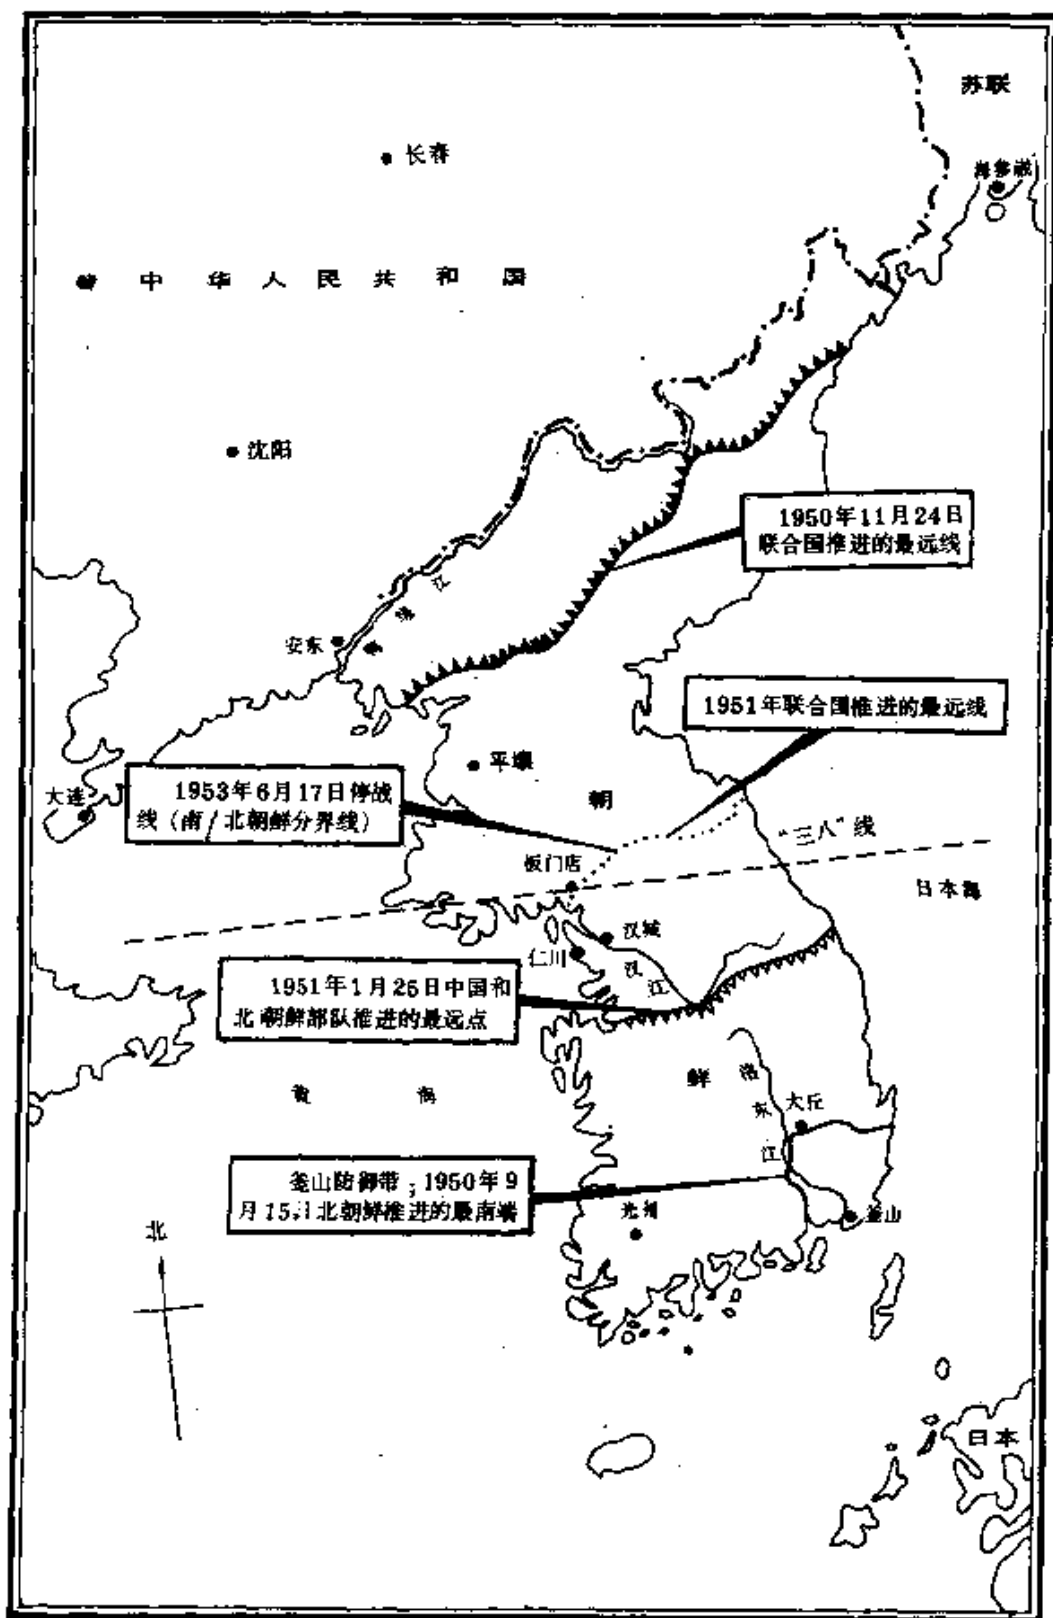 苏联
长春
海参崴
中华人民共和国
沈阳
1950年11月24日
联合国推进的最远线
江
安东
1951年联合国推进的最远线
平壤
大连
1953年6月17日停战
线(南/北朝鲜分界线)
朝
“三八”线
板门店
日本海
汉城
仁川
汉
江
1951年1月25日中国和
北朝鲜部队推进的最远点
鲜
洛
东
江
大丘
黄海
釜山防御带;1950年9
月15日北朝鲜推进的最南端
光州
釜山
北
日本